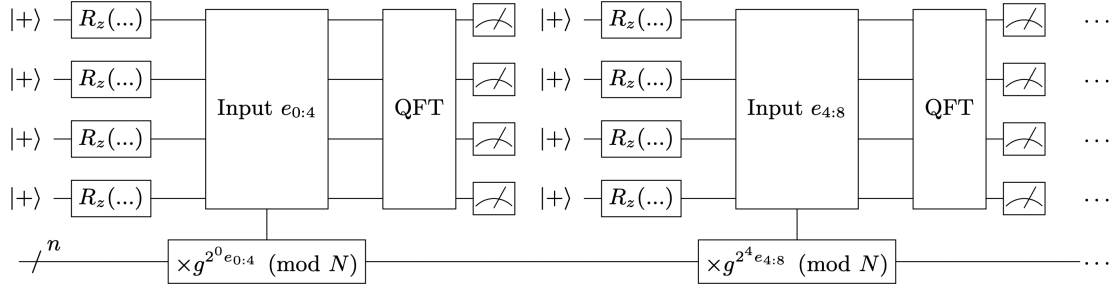 |+⟩ R_z(...) |+⟩ R_z(...) ...
|+⟩ R_z(...) |+⟩ R_z(...)
Input e_{0:4} QFT Input e_{4:8} QFT
|+⟩ R_z(...) |+⟩ R_z(...) ...
|+⟩ R_z(...) |+⟩ R_z(...) ...
n
×g^{2^0 e_{0:4}} (mod N) ×g^{2^4 e_{4:8}} (mod N) ...